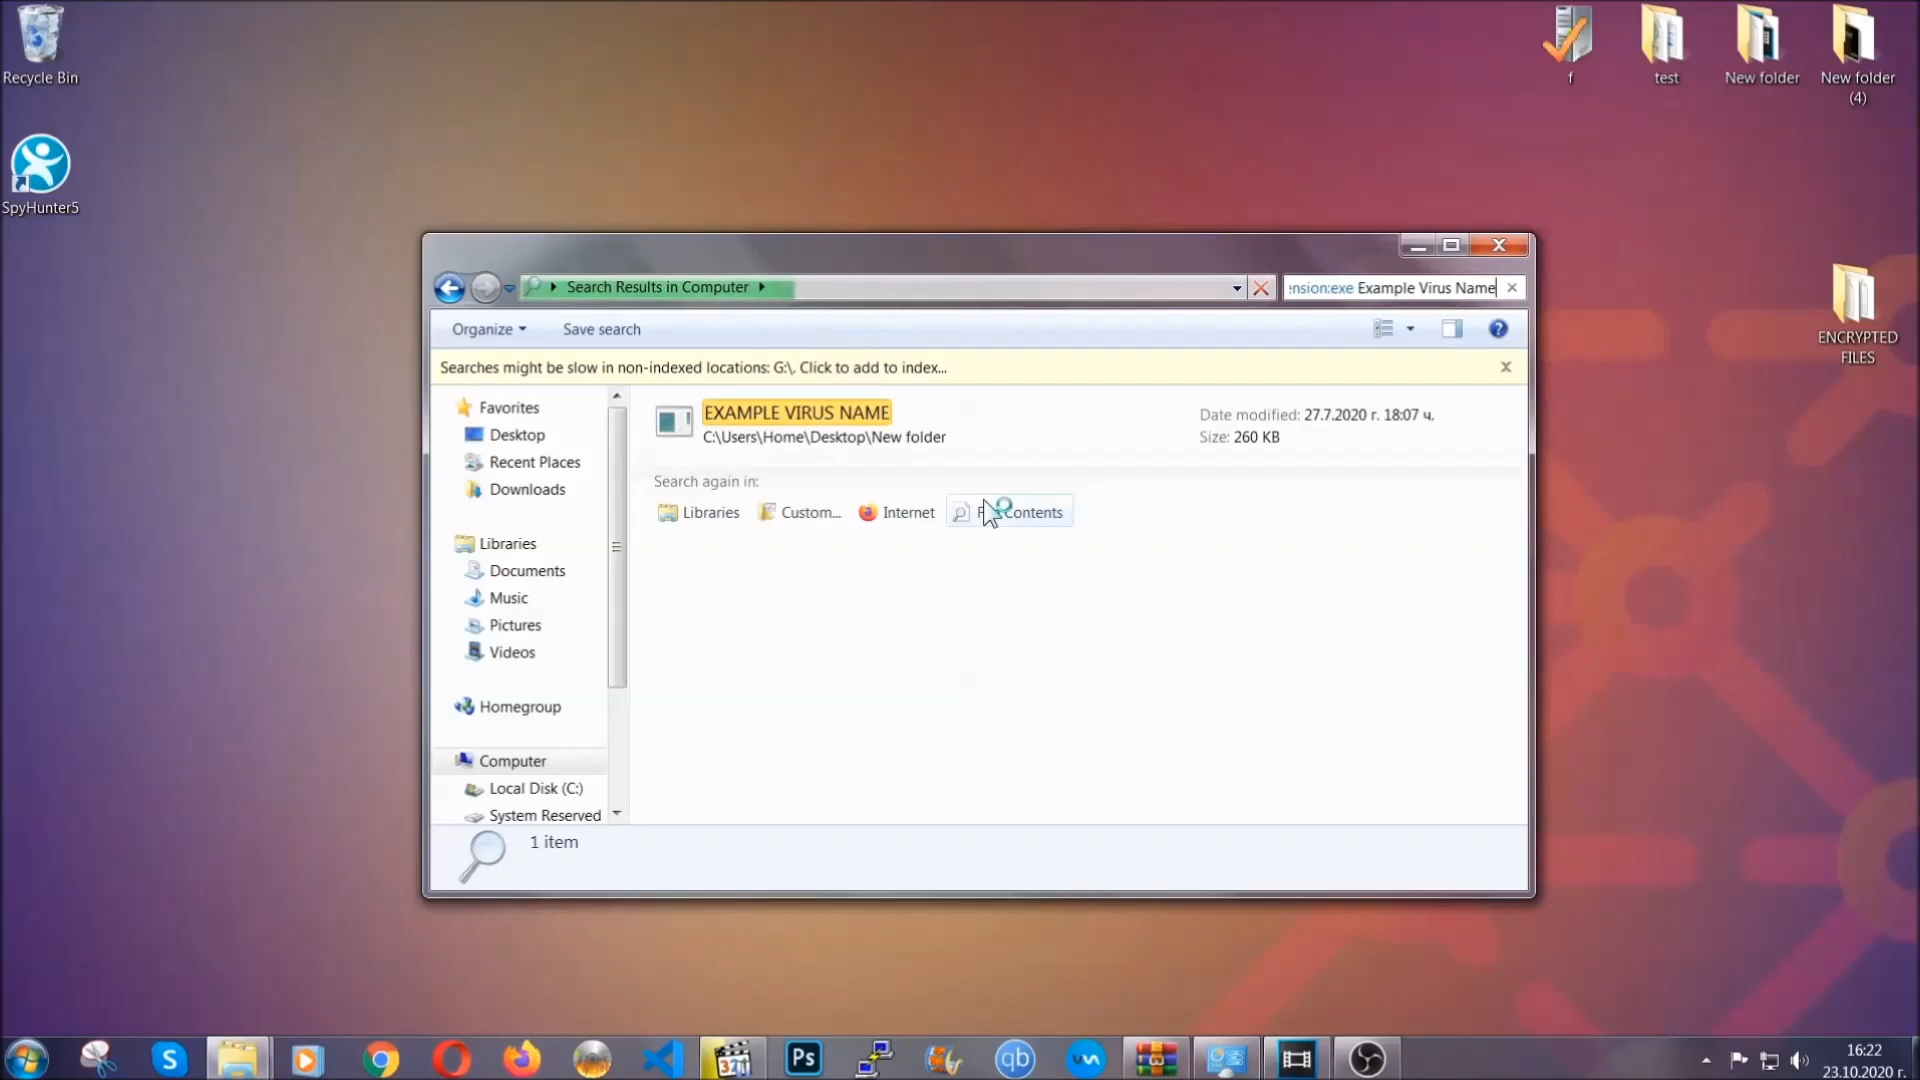 Recycle Bin
SpyHunter5
f
test
New folder
New folder
(4)
ENCRYPTED
FILES
Search Results in Computer
ension:exe Example Virus Name
Organize
Save search
Searches might be slow in non-indexed locations: G:\. Click to add to index...
Favorites
Desktop
Recent Places
Downloads
Libraries
Documents
Music
Pictures
Videos
Homegroup
Computer
Local Disk (C:)
System Reserved
EXAMPLE VIRUS NAME
C:\Users\Home\Desktop\New folder
Date modified: 27.7.2020 г. 18:07 ч.
Size: 260 KB
Search again in:
Libraries
Custom...
Internet
Contents
1 item
S
321
Ps
qb
16:22
23.10.2020 г.